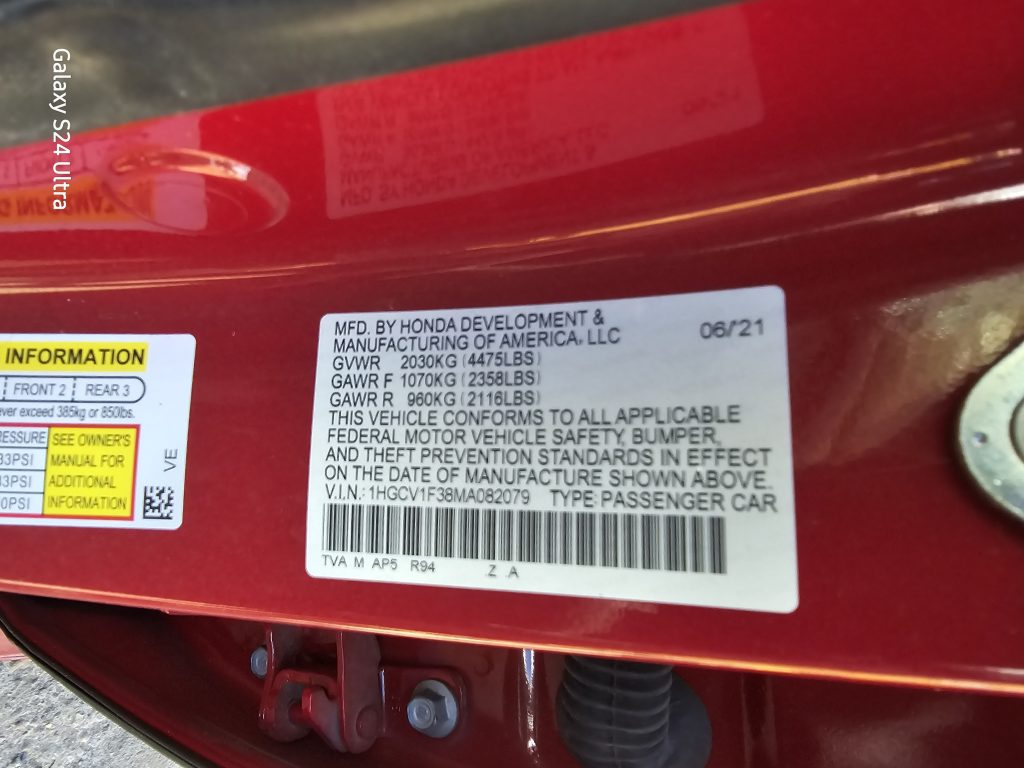 Galaxy S24 Ultra
INFORMATION
FRONT 2 REAR 3
ever exceed 385kg or 850lbs.
PRESSURE SEE OWNER'S
33PSI MANUAL FOR
33PSI ADDITIONAL
INFORMATION
VE
MFD. BY HONDA DEVELOPMENT &
MANUFACTURING OF AMERICA, LLC 06/'21
GVWR 2030KG (4475LBS)
GAWR F 1070KG (2358LBS)
GAWR R 960KG (2116LBS)
THIS VEHICLE CONFORMS TO ALL APPLICABLE
FEDERAL MOTOR VEHICLE SAFETY, BUMPER,
AND THEFT PREVENTION STANDARDS IN EFFECT
ON THE DATE OF MANUFACTURE SHOWN ABOVE.
V.I.N.: 1HGCV1F38MA082079 TYPE: PASSENGER CAR
TVA M AP5 R94 Z A